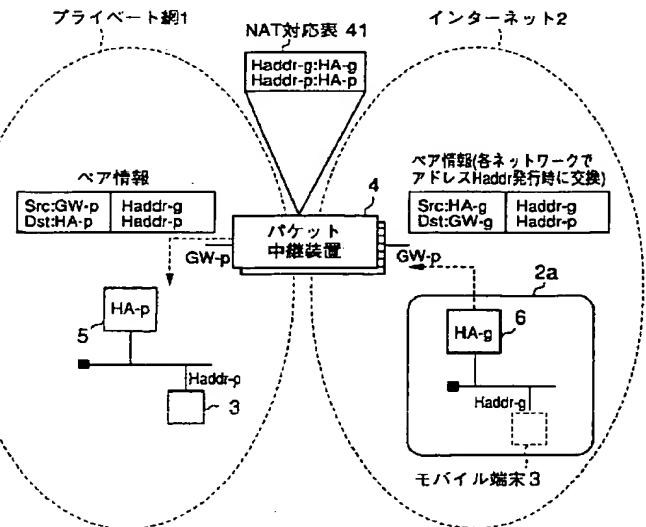 プライベート網1
インターネット2
NAT対応表 41
Haddr-g:HA-g
Haddr-p:HA-p
ペア情報
Src:GW-p Haddr-g
Dst:HA-p Haddr-p
ペア情報(各ネットワークで
アドレスHaddr発行時に交換)
Src:HA-g Haddr-g
Dst:GW-g Haddr-p
4
パケット
中継装置
GW-p
GW-p
2a
HA-p
5
HA-g
6
Haddr-p
3
Haddr-g
モバイル端末3